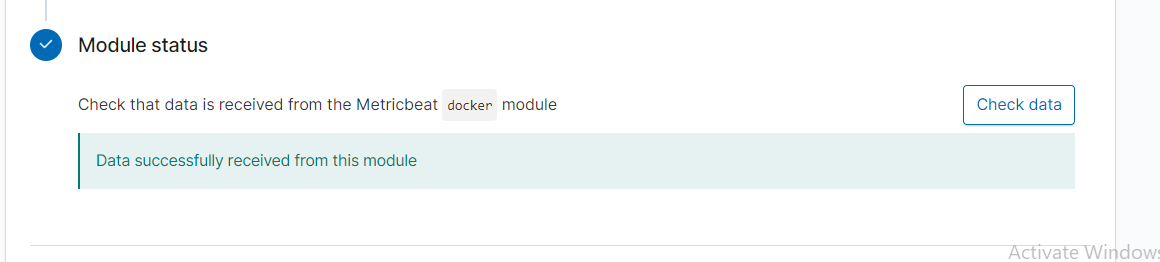 Module status
Check that data is received from the Metricbeat docker module
Check data
Data successfully received from this module
Activate Windows